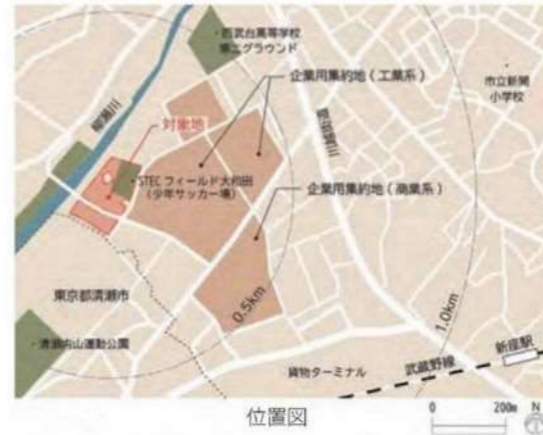 ・西武台高等学校
第二グラウンド
企業用集約地(工業系)
市立新開
小学校
柳瀬川
対象地
・STECフィールド大和田
(少年サッカー場)
企業用集約地(商業系)
東京都清瀬市
0.5km
1.0km
・清瀬内山運動公園
貨物ターミナル
武蔵野線
新座駅
位置図
0 200m N